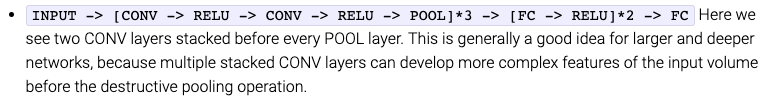 • INPUT -> [CONV -> RELU -> CONV -> RELU -> POOL]*3 -> [FC -> RELU]*2 -> FC Here we
see two CONV layers stacked before every POOL layer. This is generally a good idea for larger and deeper
networks, because multiple stacked CONV layers can develop more complex features of the input volume
before the destructive pooling operation.